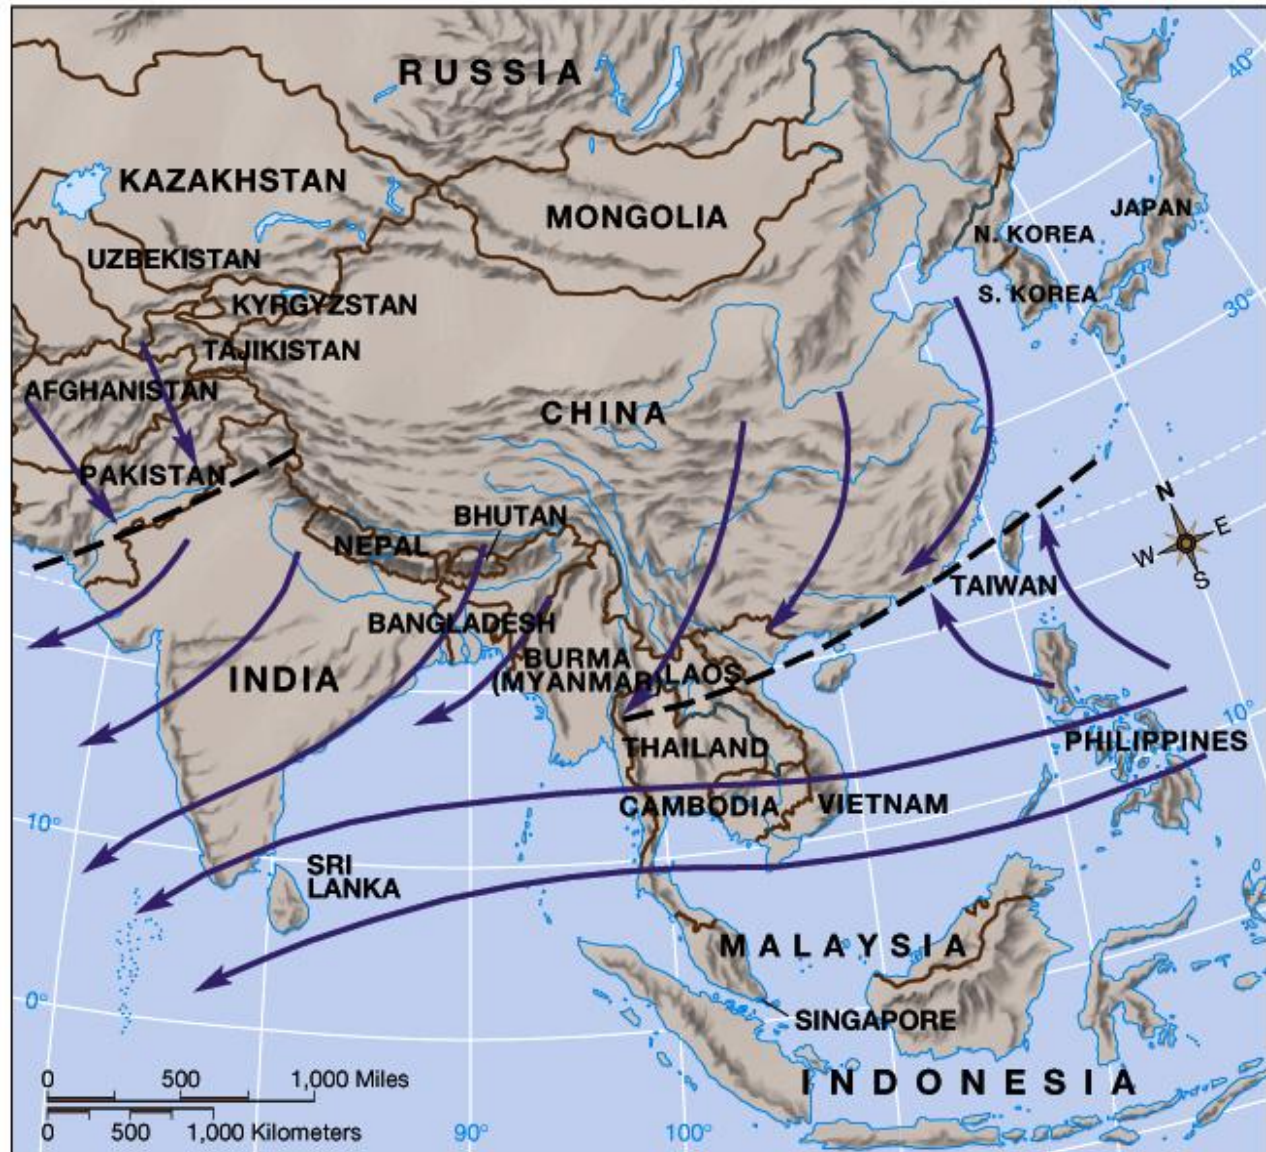 RUSSIA
40°
KAZAKHSTAN
MONGOLIA
JAPAN
N. KOREA
UZBEKISTAN
S. KOREA
30°
KYRGYZSTAN
TAJIKISTAN
AFGHANISTAN
CHINA
PAKISTAN
N
BHUTAN
E
NEPAL
W
S
TAIWAN
BANGLADESH
BURMA
(MYANMAR)
LAOS
INDIA
10°
PHILIPPINES
THAILAND
CAMBODIA
VIETNAM
10°
SRI
LANKA
MALAYSIA
0°
SINGAPORE
INDONESIA
0 500 1,000 Miles
0 500 1,000 Kilometers
90°
100°